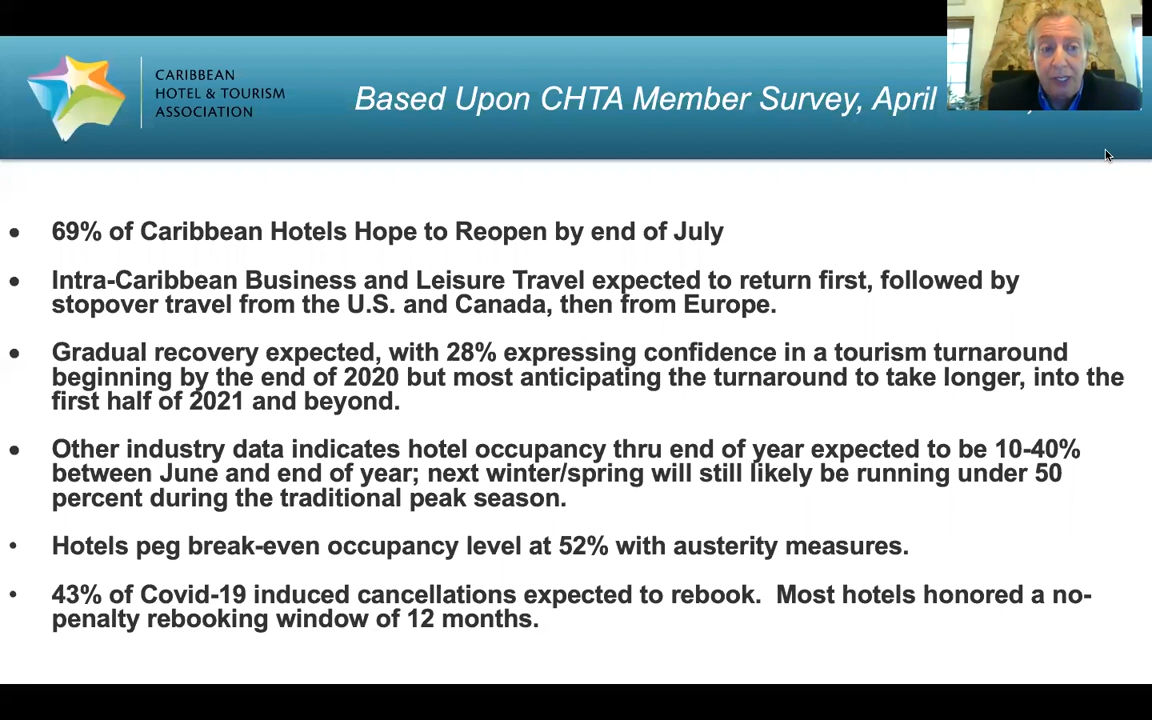 CARIBBEAN
HOTEL & TOURISM
ASSOCIATION
Based Upon CHTA Member Survey, April
• 69% of Caribbean Hotels Hope to Reopen by end of July
• Intra-Caribbean Business and Leisure Travel expected to return first, followed by
stopover travel from the U.S. and Canada, then from Europe.
• Gradual recovery expected, with 28% expressing confidence in a tourism turnaround
beginning by the end of 2020 but most anticipating the turnaround to take longer, into the
first half of 2021 and beyond.
• Other industry data indicates hotel occupancy thru end of year expected to be 10-40%
between June and end of year; next winter/spring will still likely be running under 50
percent during the traditional peak season.
• Hotels peg break-even occupancy level at 52% with austerity measures.
• 43% of Covid-19 induced cancellations expected to rebook.  Most hotels honored a no-
penalty rebooking window of 12 months.